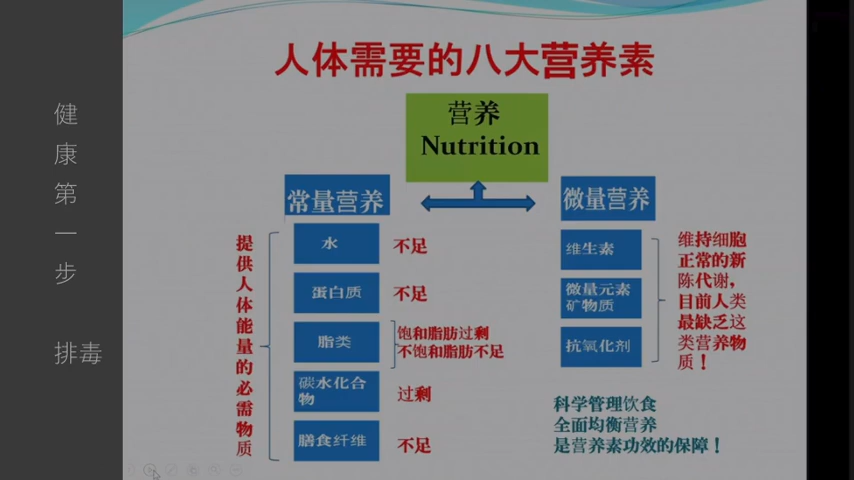 健
康
第
一
步
排毒
人体需要的八大营养素
营养
Nutrition
常量营养
微量营养
提
供
人
体
能
量
的
必
需
物
质
水
不足
蛋白质
不足
脂类
饱和脂肪过剩
不饱和脂肪不足
碳水化合
物
过剩
膳食纤维
不足
维生素
微量元素
矿物质
抗氧化剂
维持细胞
正常的新
陈代谢，
目前人类
最缺乏这
类营养物
质！
科学管理饮食
全面均衡营养
是营养素功效的保障！